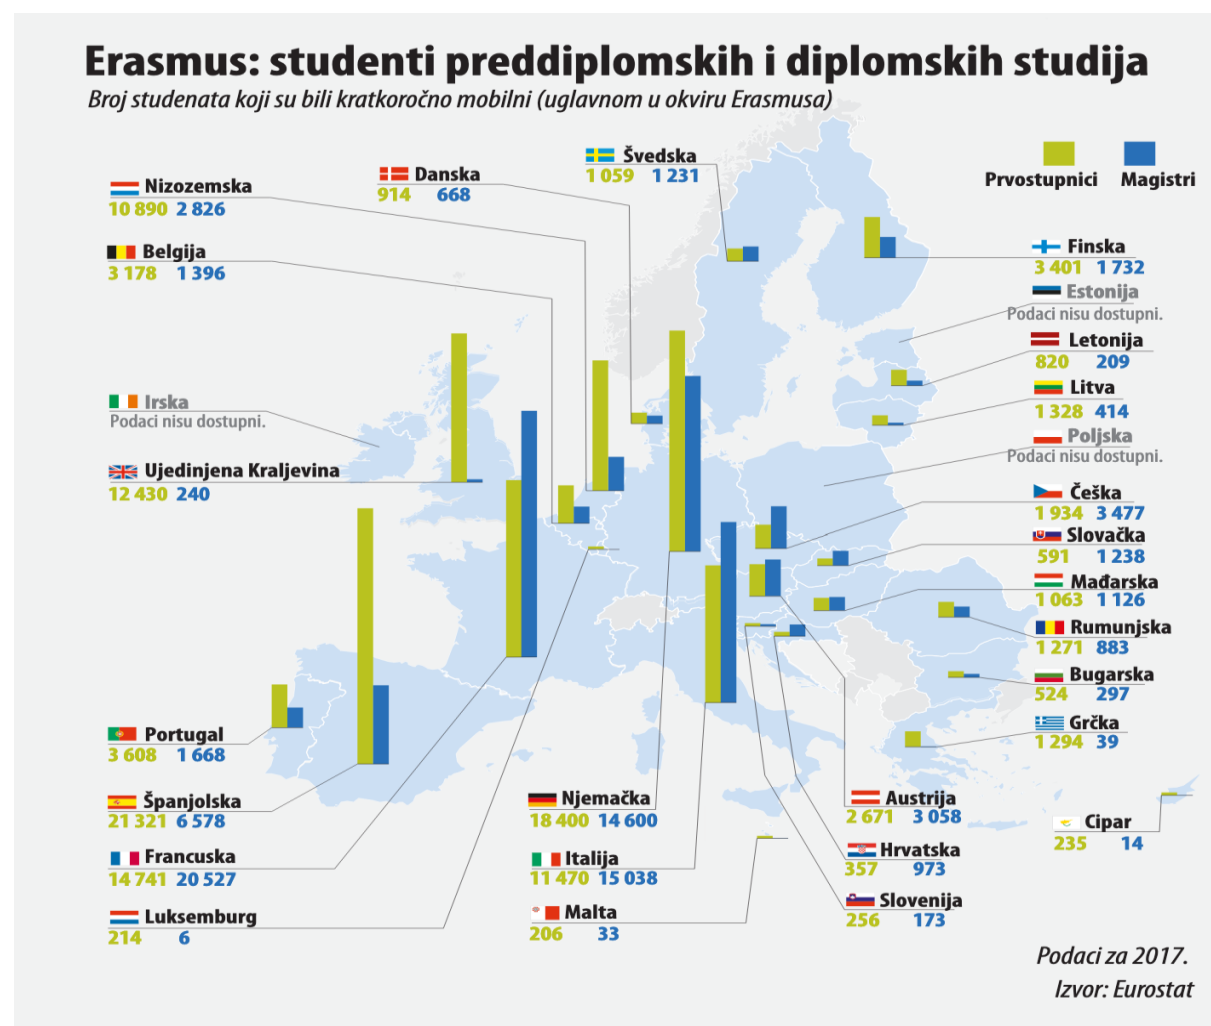 Erasmus: studenti preddiplomskih i diplomskih studija
Broj studenata koji su bili kratkoročno mobilni (uglavnom u okviru Erasmusa)
Prvostupnici Magistri
Nizozemska
10 890 2 826
Belgija
3 178 1 396
Danska
914 668
Švedska
1 059 1 231
Finska
3 401 1 732
Estonija
Podaci nisu dostupni.
Letonija
820 209
Litva
1 328 414
Poljska
Podaci nisu dostupni.
Češka
1 934 3 477
Slovačka
591 1 238
Mađarska
1 063 1 126
Rumunjska
1 271 883
Bugarska
524 297
Grčka
1 294 39
Cipar
235 14
Irska
Podaci nisu dostupni.
Ujedinjena Kraljevina
12 430 240
Portugal
3 608 1 668
Španjolska
21 321 6 578
Francuska
14 741 20 527
Luksemburg
214 6
Njemačka
18 400 14 600
Italija
11 470 15 038
Malta
206 33
Austrija
2 671 3 058
Hrvatska
357 973
Slovenija
256 173
Podaci za 2017.
Izvor: Eurostat